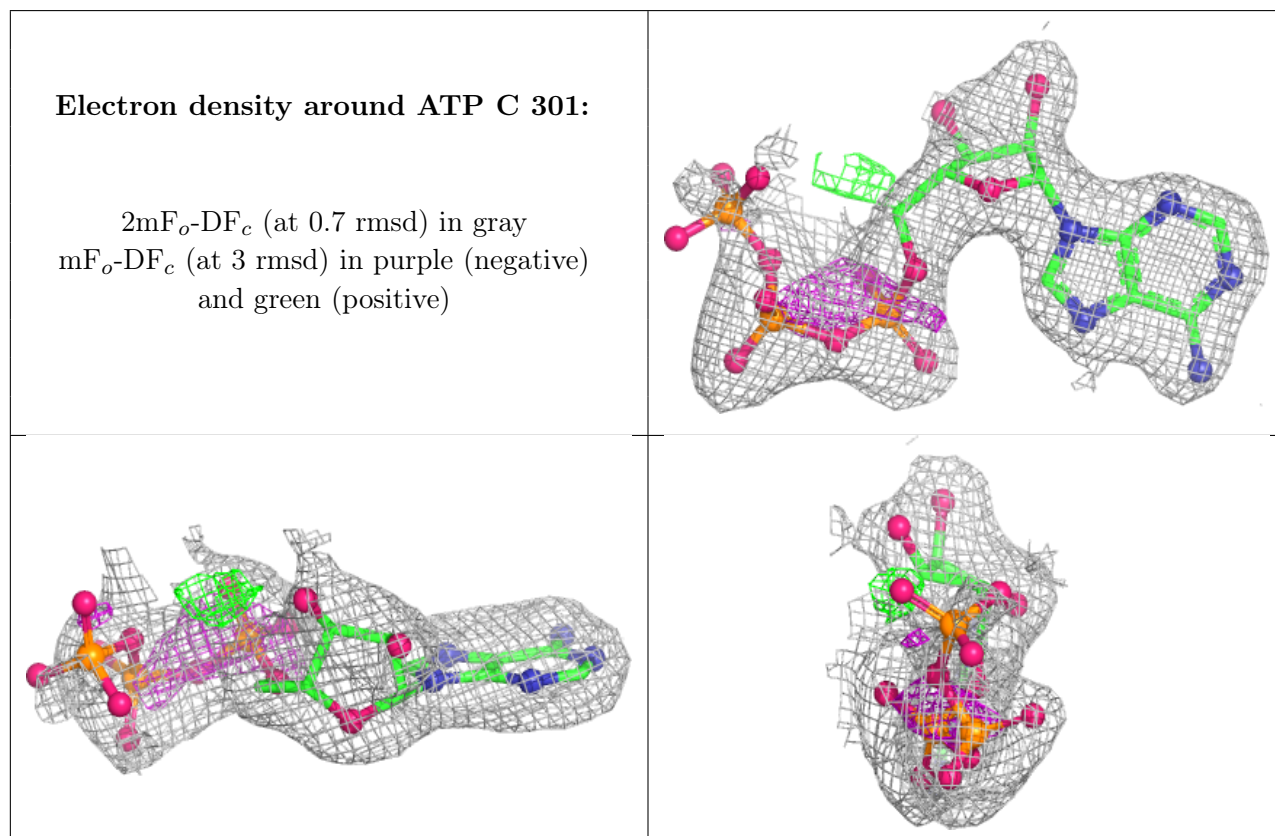 Electron density around ATP C 301:
2mFo-DFc (at 0.7 rmsd) in gray
mFo-DFc (at 3 rmsd) in purple (negative)
and green (positive)